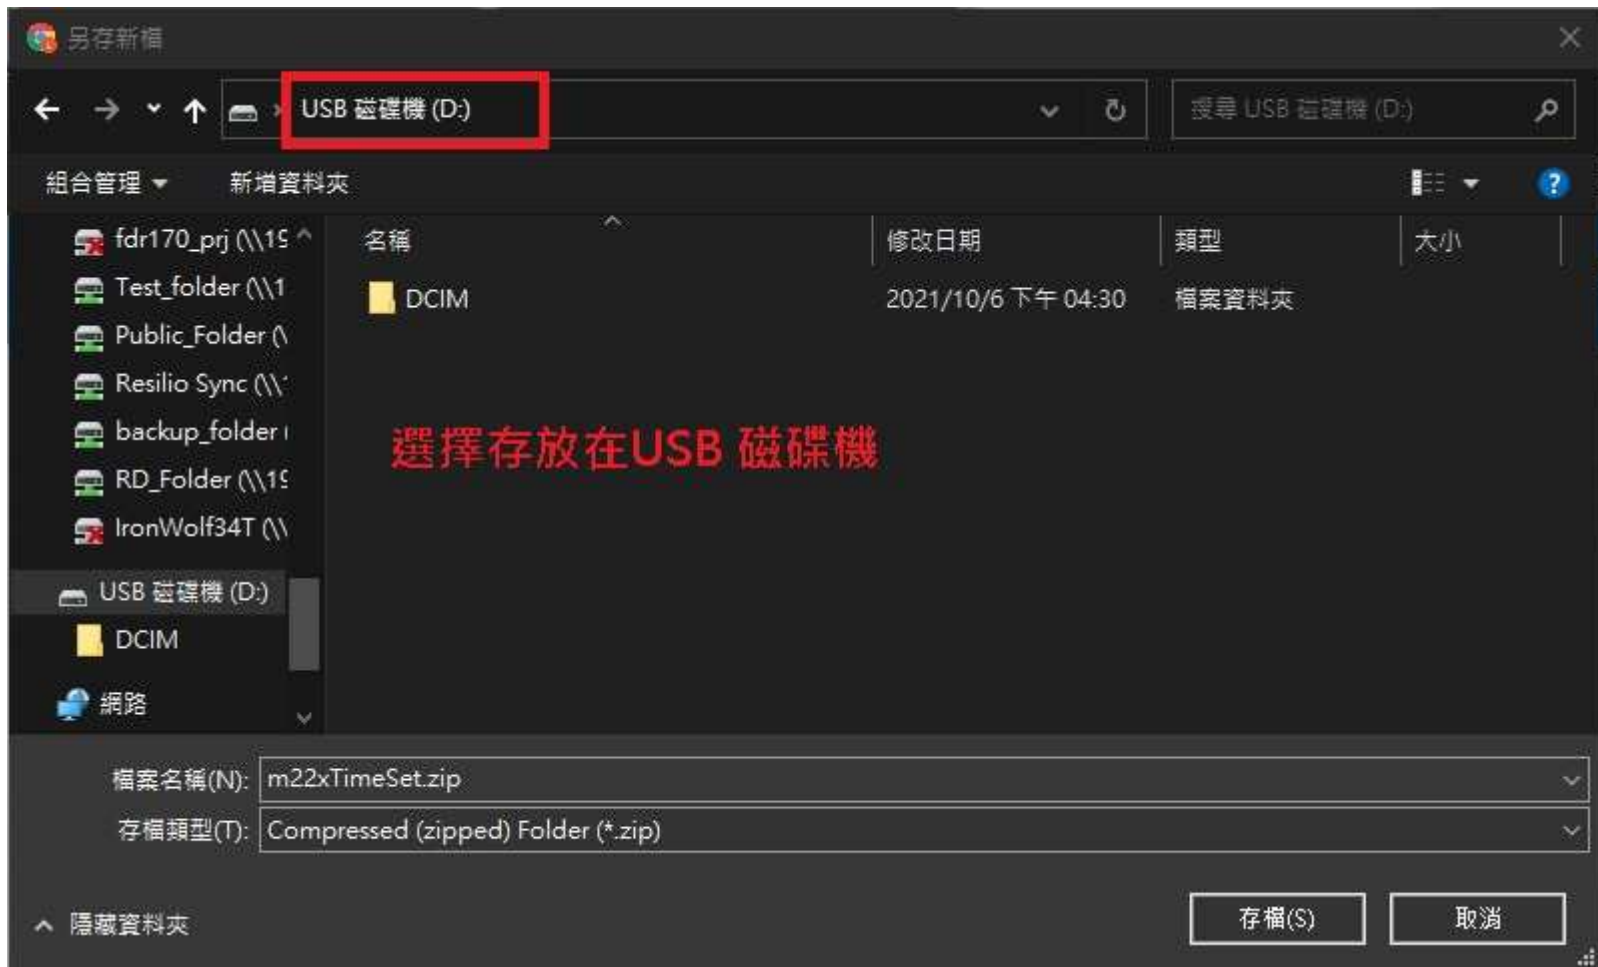 另存新檔
USB 磁碟機 (D:)
搜尋 USB 磁碟機 (D:)
組合管理
新增資料夾
名稱
修改日期
類型
大小
fdr170_prj (\\19
Test_folder (\\1
Public_Folder (\
Resilio Sync (\\1
backup_folder (
RD_Folder (\\19
IronWolf34T (\\
USB 磁碟機 (D:)
DCIM
網路
DCIM
2021/10/6 下午 04:30
檔案資料夾
選擇存放在USB 磁碟機
檔案名稱(N):
m22xTimeSet.zip
存檔類型(T):
Compressed (zipped) Folder (*.zip)
隱藏資料夾
存檔(S)
取消